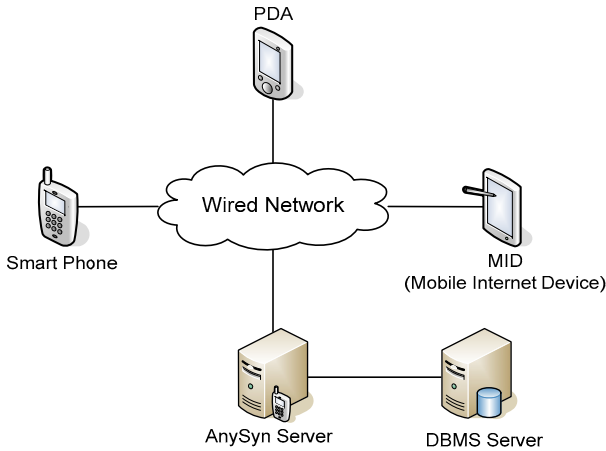 PDA
Wired Network
Smart Phone
MID
(Mobile Internet Device)
AnySyn Server
DBMS Server